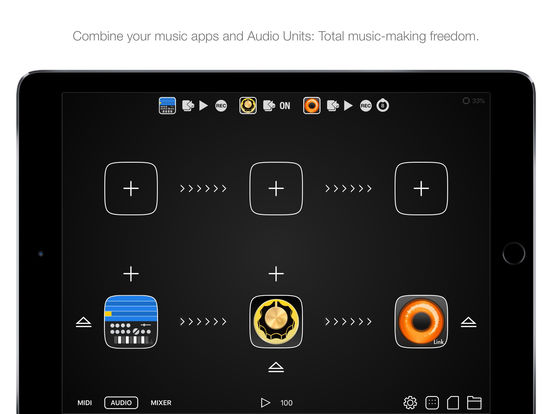 Combine your music apps and Audio Units: Total music-making freedom.
REC ON REC 8
33%
Link
MIDI AUDIO MIXER 100